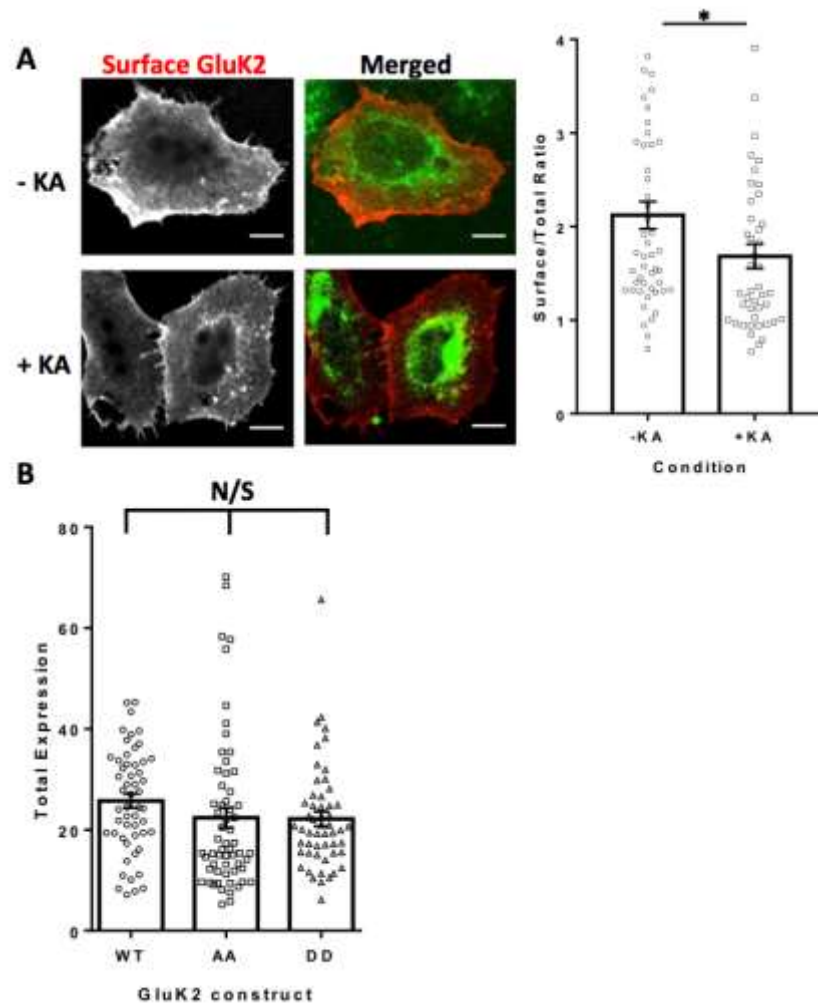 A
Surface GluK2
Merged
- KA
+ KA
*
4
3
2
1
0
Surface/Total Ratio
-KA
+KA
Condition
B
N/S
80
60
40
20
0
Total Expression
WT
AA
DD
GluK2 construct